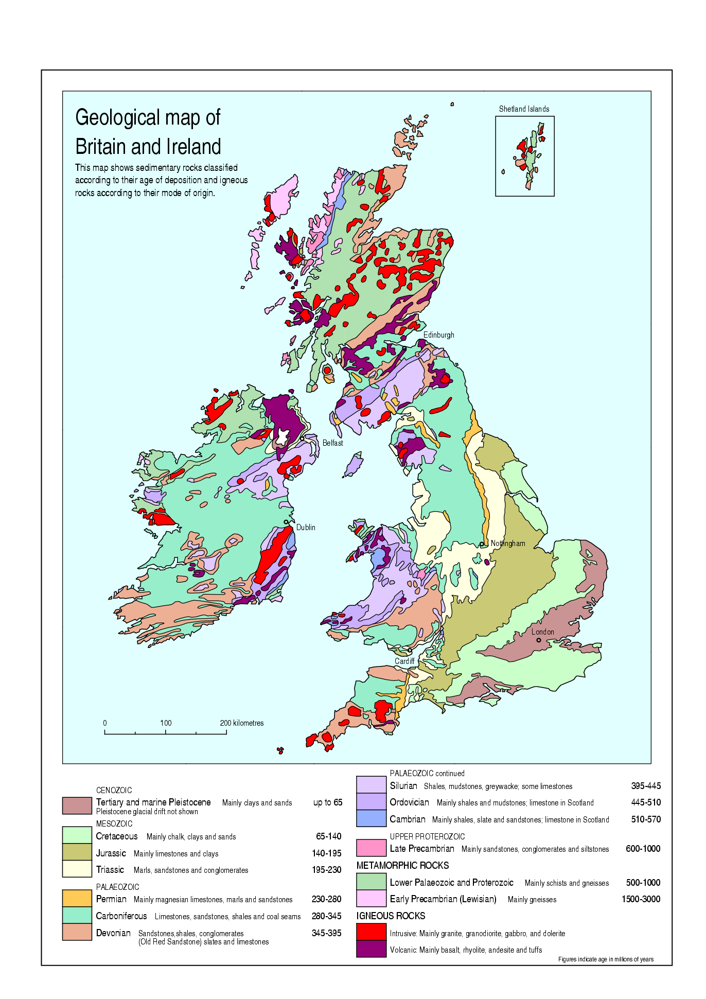 Geological map of
Britain and Ireland
This map shows sedimentary rocks classified
according to their age of deposition and igneous
rocks according to their mode of origin.
Shetland Islands
Edinburgh
Belfast
Dublin
Nottingham
London
Cardiff
0 100 200 kilometres
CENOZOIC
Tertiary and marine Pleistocene Mainly clays and sands up to 65
Pleistocene glacial drift not shown
MESOZOIC
Cretaceous Mainly chalk, clays and sands 65-140
Jurassic Mainly limestones and clays 140-195
Triassic Marls, sandstones and conglomerates 195-230
PALAEOZOIC
Permian Mainly magnesian limestones, marls and sandstones 230-280
Carboniferous Limestones, sandstones, shales and coal seams 280-345
Devonian Sandstones,shales, conglomerates 345-395
(Old Red Sandstone) slates and limestones
PALAEOZOIC continued
Silurian Shales, mudstones, greywacke; some limestones 395-445
Ordovician Mainly shales and mudstones; limestone in Scotland 445-510
Cambrian Mainly shales, slate and sandstones; limestone in Scotland 510-570
UPPER PROTEROZOIC
Late Precambrian Mainly sandstones, conglomerates and siltstones 600-1000
METAMORPHIC ROCKS
Lower Palaeozoic and Proterozoic Mainly schists and gneisses 500-1000
Early Precambrian (Lewisian) Mainly gneisses 1500-3000
IGNEOUS ROCKS
Intrusive: Mainly granite, granodiorite, gabbro, and dolerite
Volcanic: Mainly basalt, rhyolite, andesite and tuffs
Figures indicate age in millions of years